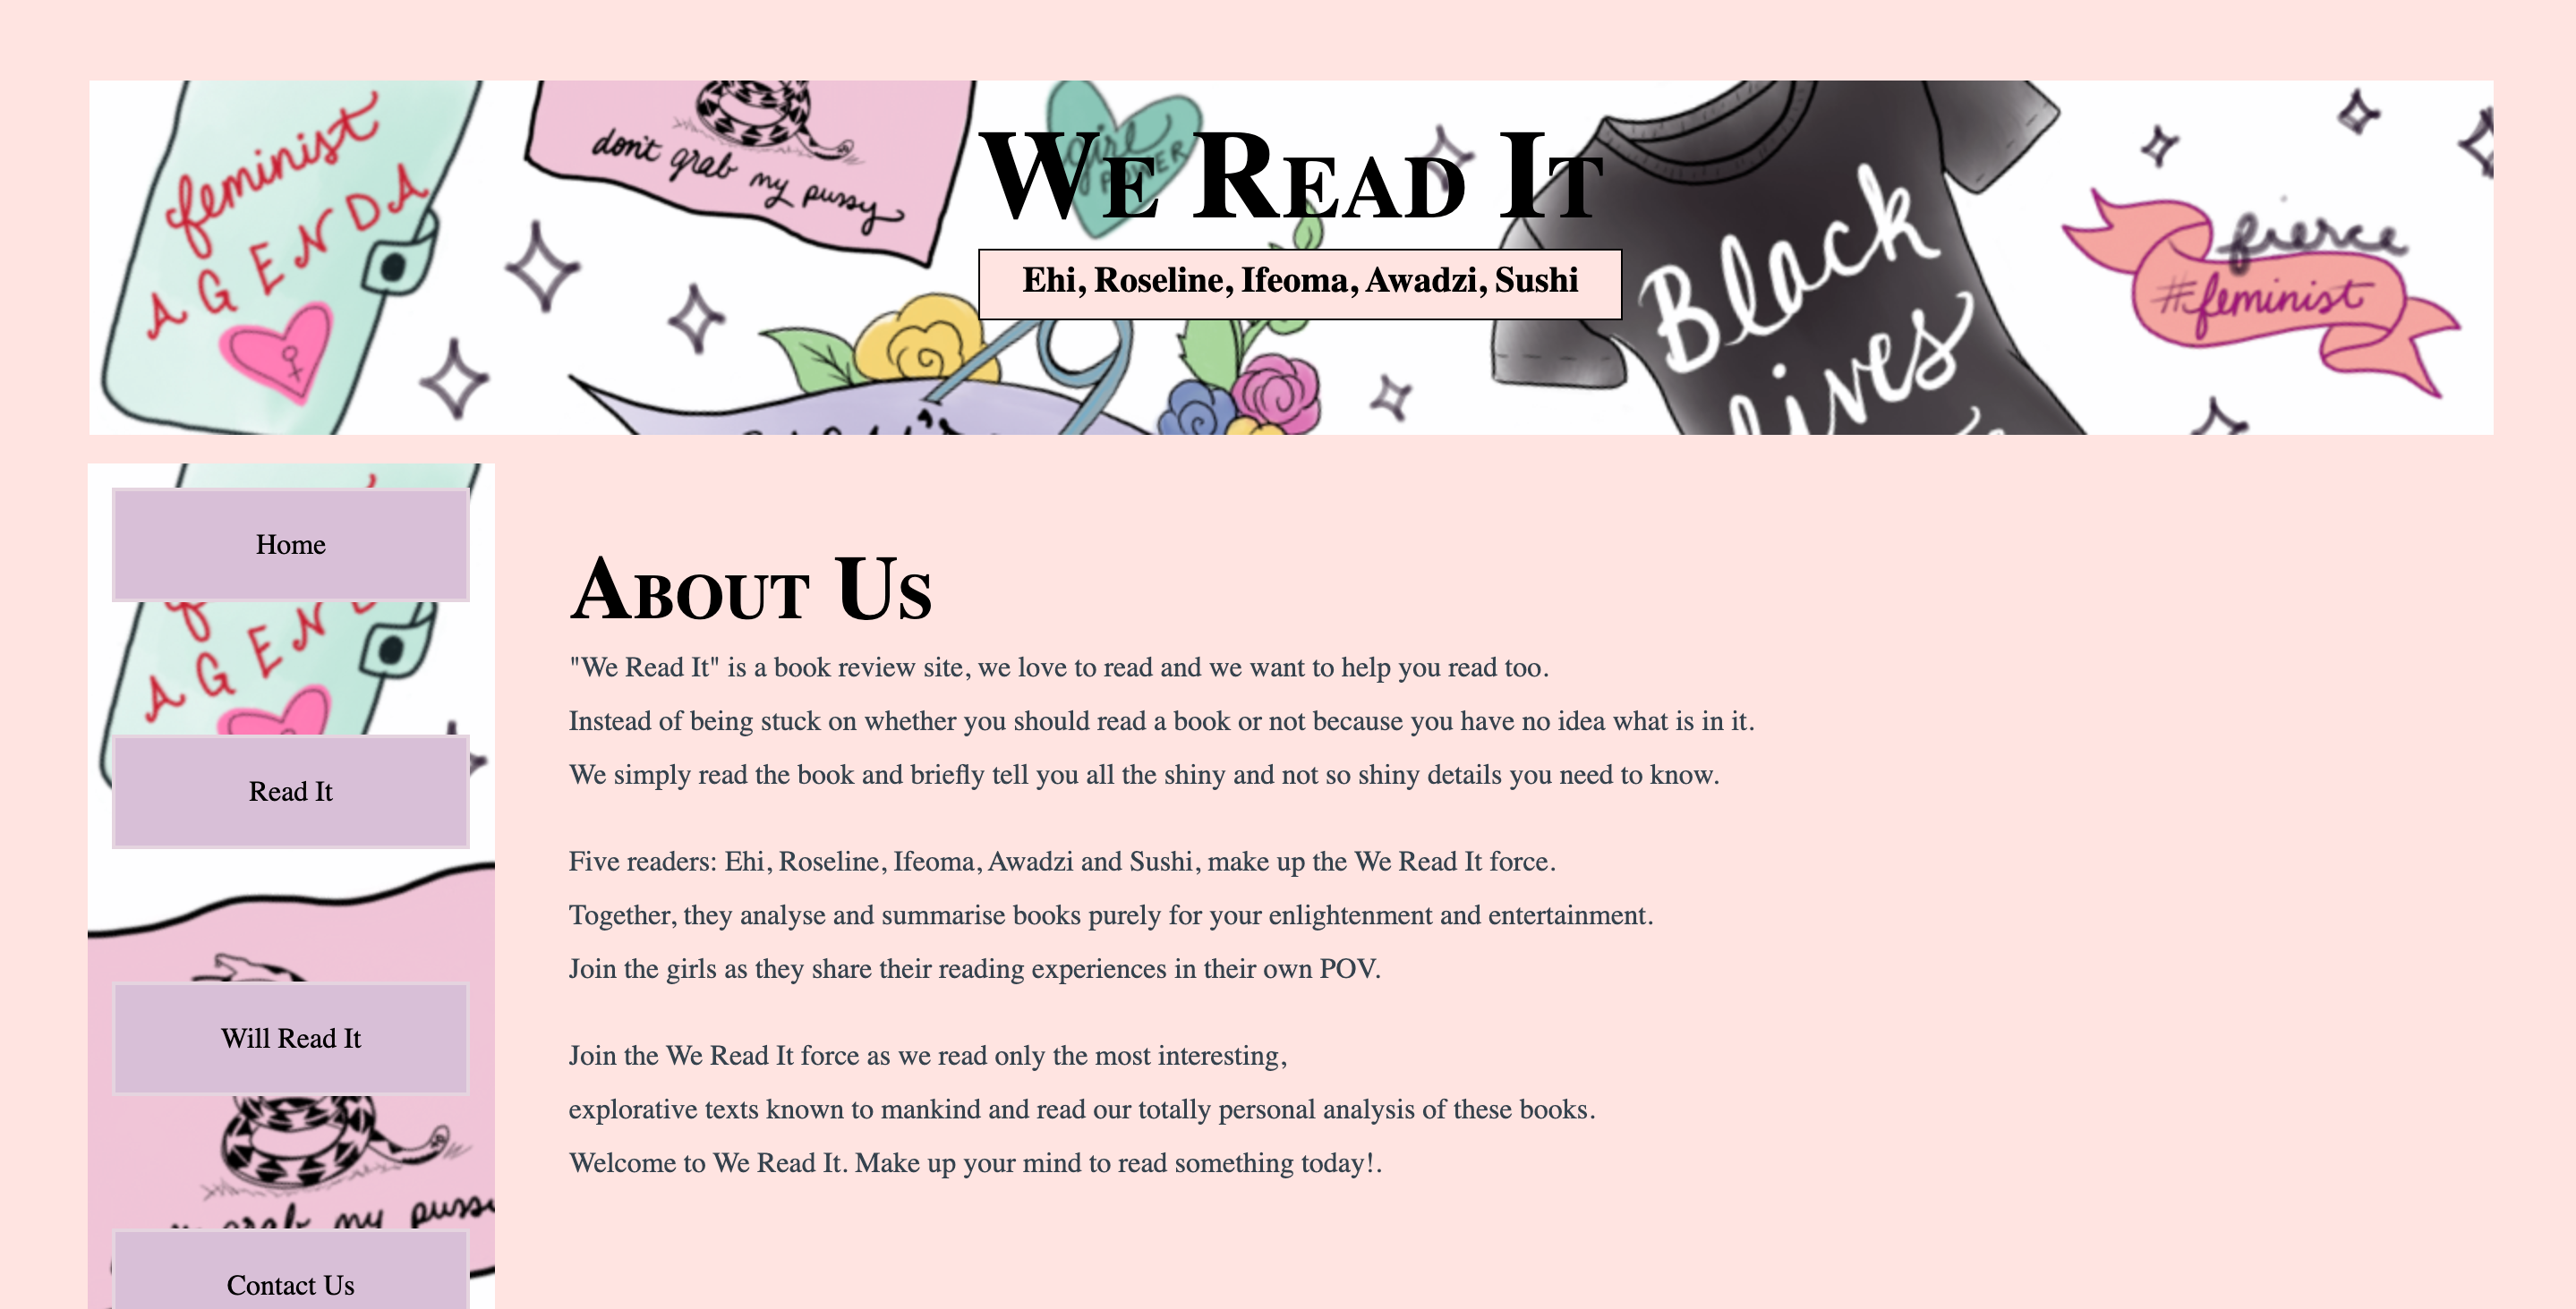 feminist
AGENDA
don't grab my pussy
girl
POWER
We Read It
Ehi, Roseline, Ifeoma, Awadzi, Sushi
Black
lives
fierce
#feminist
Home
AGEN
Read It
Will Read It
grab my pussy
Contact Us
About Us
"We Read It" is a book review site, we love to read and we want to help you read too.
Instead of being stuck on whether you should read a book or not because you have no idea what is in it.
We simply read the book and briefly tell you all the shiny and not so shiny details you need to know.
Five readers: Ehi, Roseline, Ifeoma, Awadzi and Sushi, make up the We Read It force.
Together, they analyse and summarise books purely for your enlightenment and entertainment.
Join the girls as they share their reading experiences in their own POV.
Join the We Read It force as we read only the most interesting,
explorative texts known to mankind and read our totally personal analysis of these books.
Welcome to We Read It. Make up your mind to read something today!.